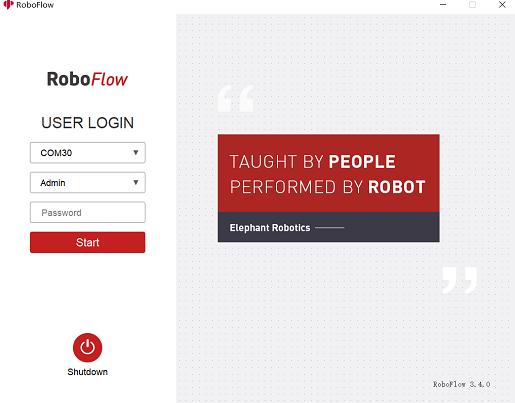 RoboFlow
RoboFlow
USER LOGIN
COM30
Admin
Password
Start
Shutdown
TAUGHT BY PEOPLE
PERFORMED BY ROBOT
Elephant Robotics
RoboFlow 3.4.0